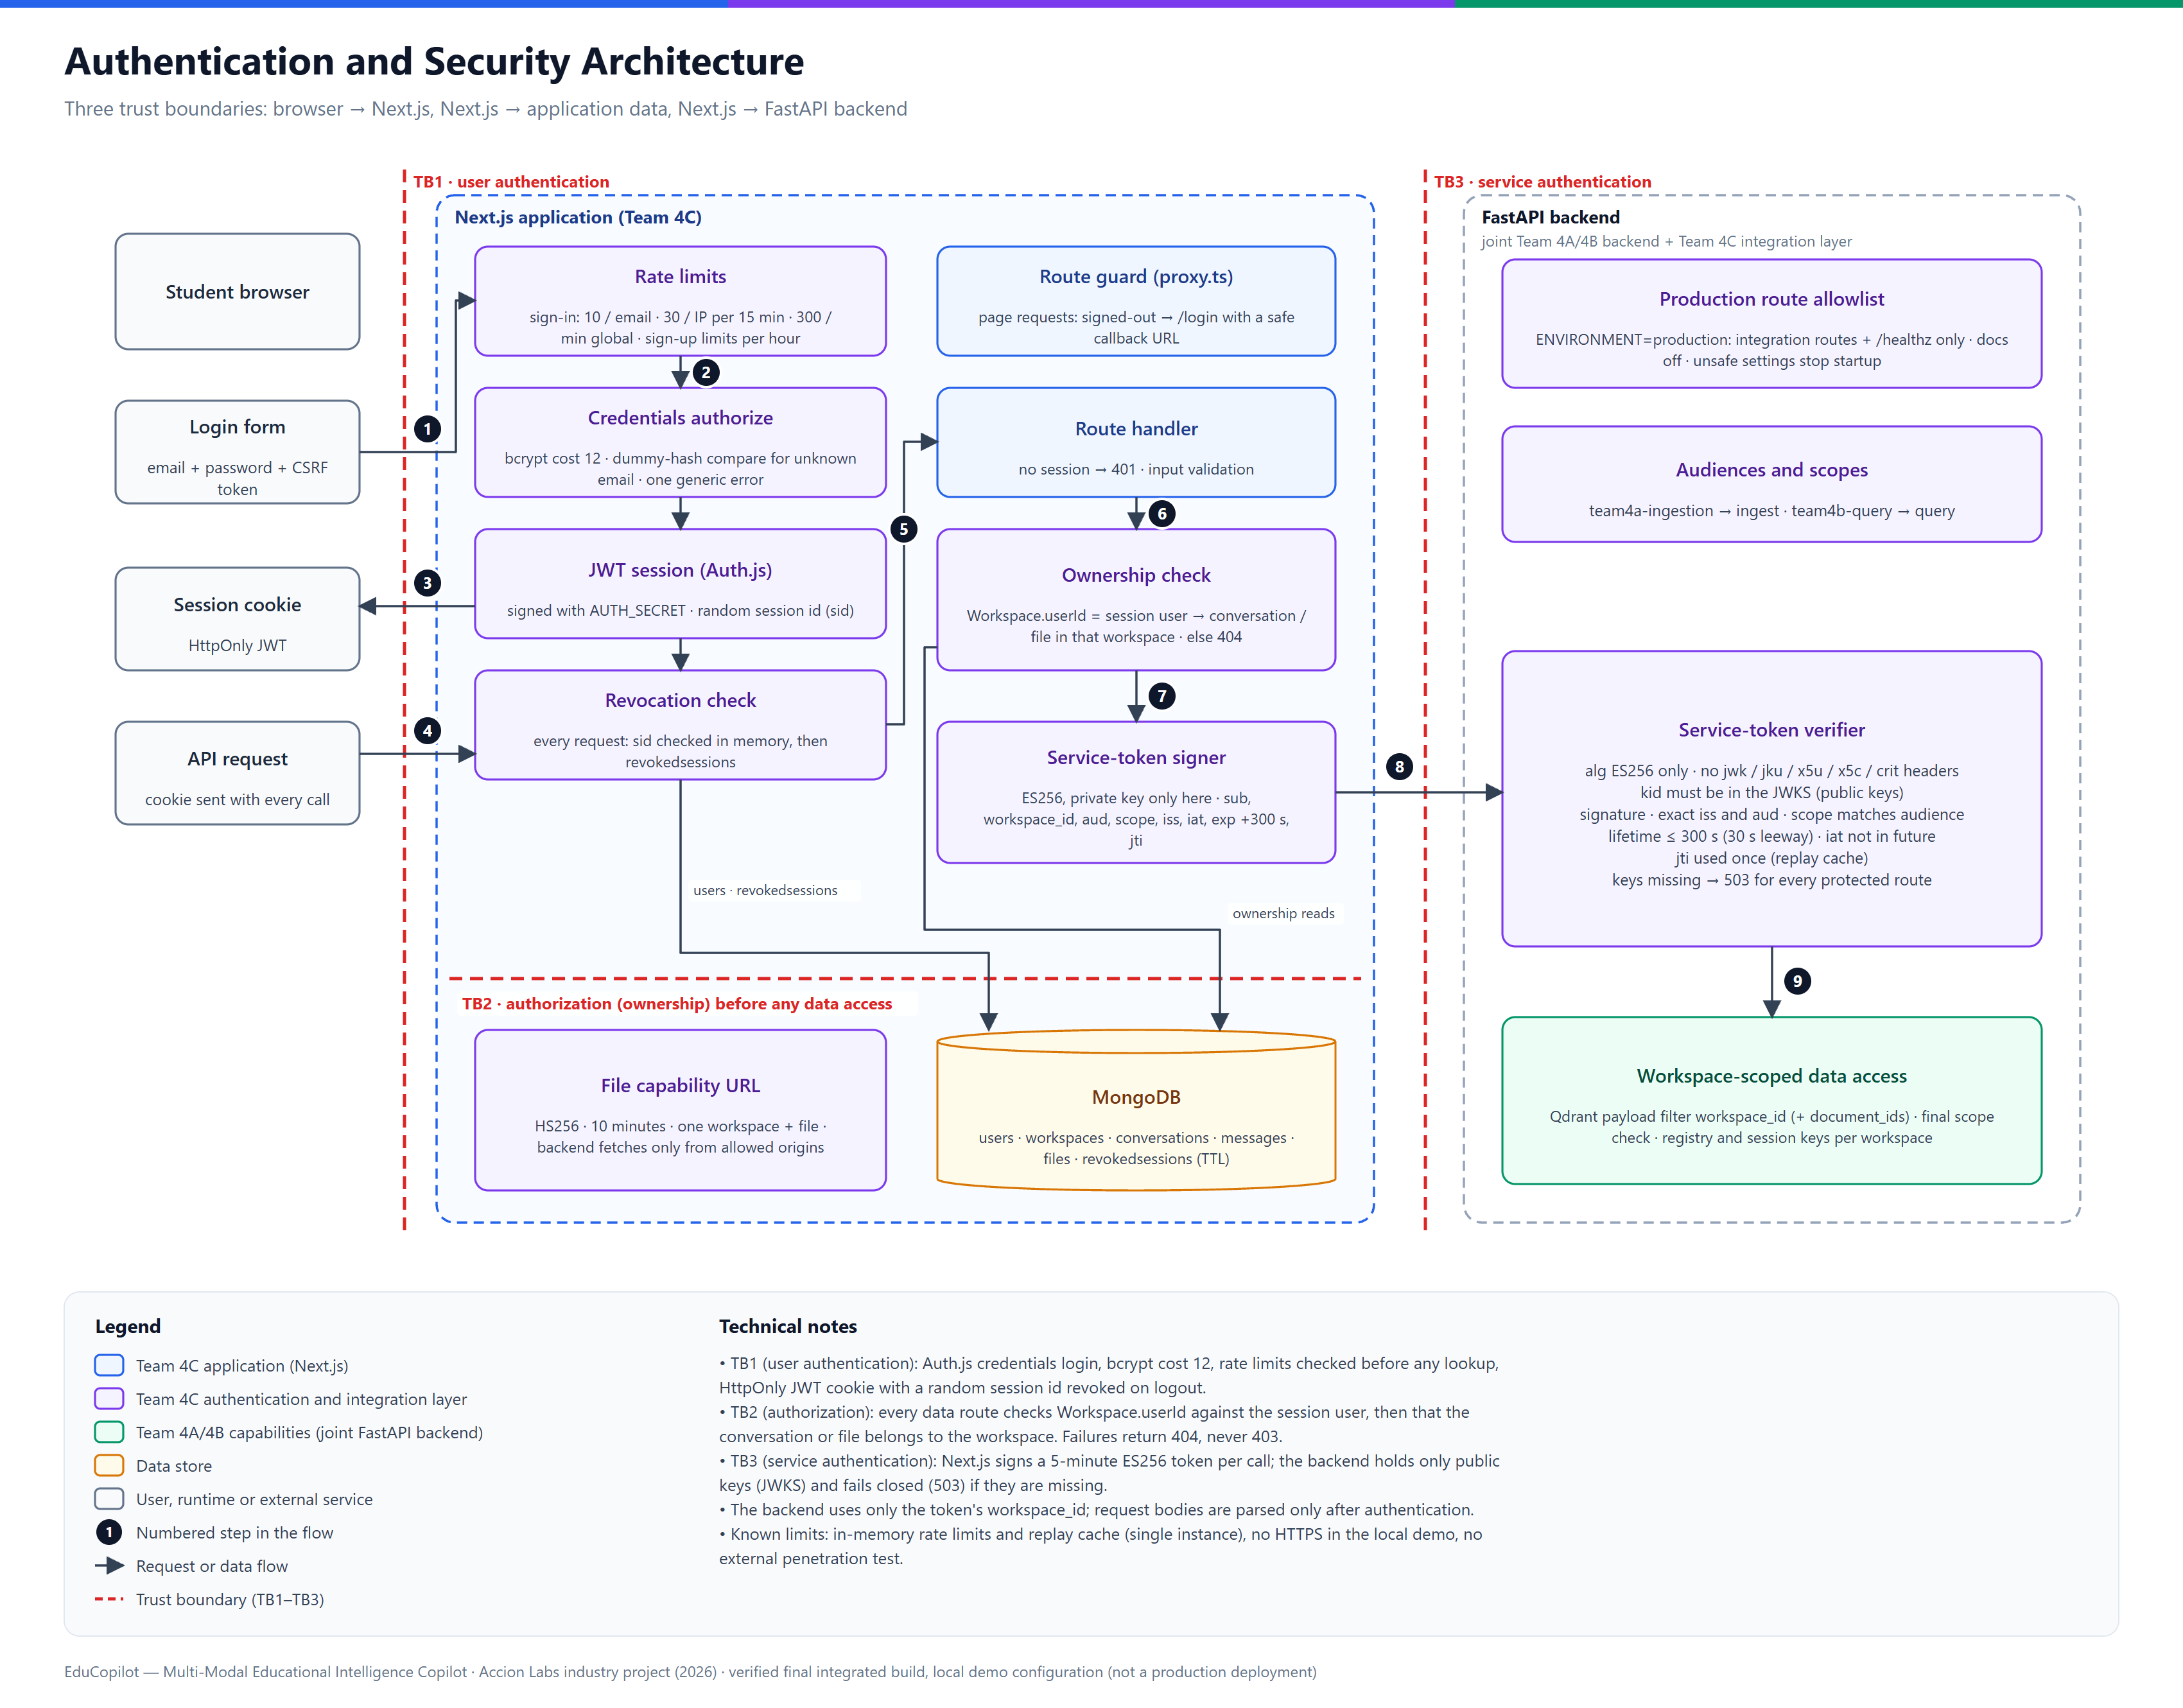 Authentication and Security Architecture
Three trust boundaries: browser → Next.js, Next.js → application data, Next.js → FastAPI backend
TB1 · user authentication
TB3 · service authentication
Student browser
Login form
email + password + CSRF
token
Session cookie
HttpOnly JWT
API request
cookie sent with every call
1
3
4
Next.js application (Team 4C)
Rate limits
sign-in: 10 / email · 30 / IP per 15 min · 300 /
min global · sign-up limits per hour
2
Credentials authorize
bcrypt cost 12 · dummy-hash compare for unknown
email · one generic error
JWT session (Auth.js)
signed with AUTH_SECRET · random session id (sid)
Revocation check
every request: sid checked in memory, then
revokedsessions
5
Route guard (proxy.ts)
page requests: signed-out → /login with a safe
callback URL
Route handler
no session → 401 · input validation
6
Ownership check
Workspace.userId = session user → conversation /
file in that workspace · else 404
7
Service-token signer
ES256, private key only here · sub,
workspace_id, aud, scope, iss, iat, exp +300 s,
jti
8
users · revokedsessions
ownership reads
TB2 · authorization (ownership) before any data access
File capability URL
HS256 · 10 minutes · one workspace + file ·
backend fetches only from allowed origins
MongoDB
users · workspaces · conversations · messages ·
files · revokedsessions (TTL)
FastAPI backend
joint Team 4A/4B backend + Team 4C integration layer
Production route allowlist
ENVIRONMENT=production: integration routes + /healthz only · docs
off · unsafe settings stop startup
Audiences and scopes
team4a-ingestion → ingest · team4b-query → query
Service-token verifier
alg ES256 only · no jwk / jku / x5u / x5c / crit headers
kid must be in the JWKS (public keys)
signature · exact iss and aud · scope matches audience
lifetime ≤ 300 s (30 s leeway) · iat not in future
jti used once (replay cache)
keys missing → 503 for every protected route
9
Workspace-scoped data access
Qdrant payload filter workspace_id (+ document_ids) · final scope
check · registry and session keys per workspace
Legend
Team 4C application (Next.js)
Team 4C authentication and integration layer
Team 4A/4B capabilities (joint FastAPI backend)
Data store
User, runtime or external service
1 Numbered step in the flow
Request or data flow
Trust boundary (TB1–TB3)
Technical notes
• TB1 (user authentication): Auth.js credentials login, bcrypt cost 12, rate limits checked before any lookup,
HttpOnly JWT cookie with a random session id revoked on logout.
• TB2 (authorization): every data route checks Workspace.userId against the session user, then that the
conversation or file belongs to the workspace. Failures return 404, never 403.
• TB3 (service authentication): Next.js signs a 5-minute ES256 token per call; the backend holds only public
keys (JWKS) and fails closed (503) if they are missing.
• The backend uses only the token's workspace_id; request bodies are parsed only after authentication.
• Known limits: in-memory rate limits and replay cache (single instance), no HTTPS in the local demo, no
external penetration test.
EduCopilot — Multi-Modal Educational Intelligence Copilot · Accion Labs industry project (2026) · verified final integrated build, local demo configuration (not a production deployment)